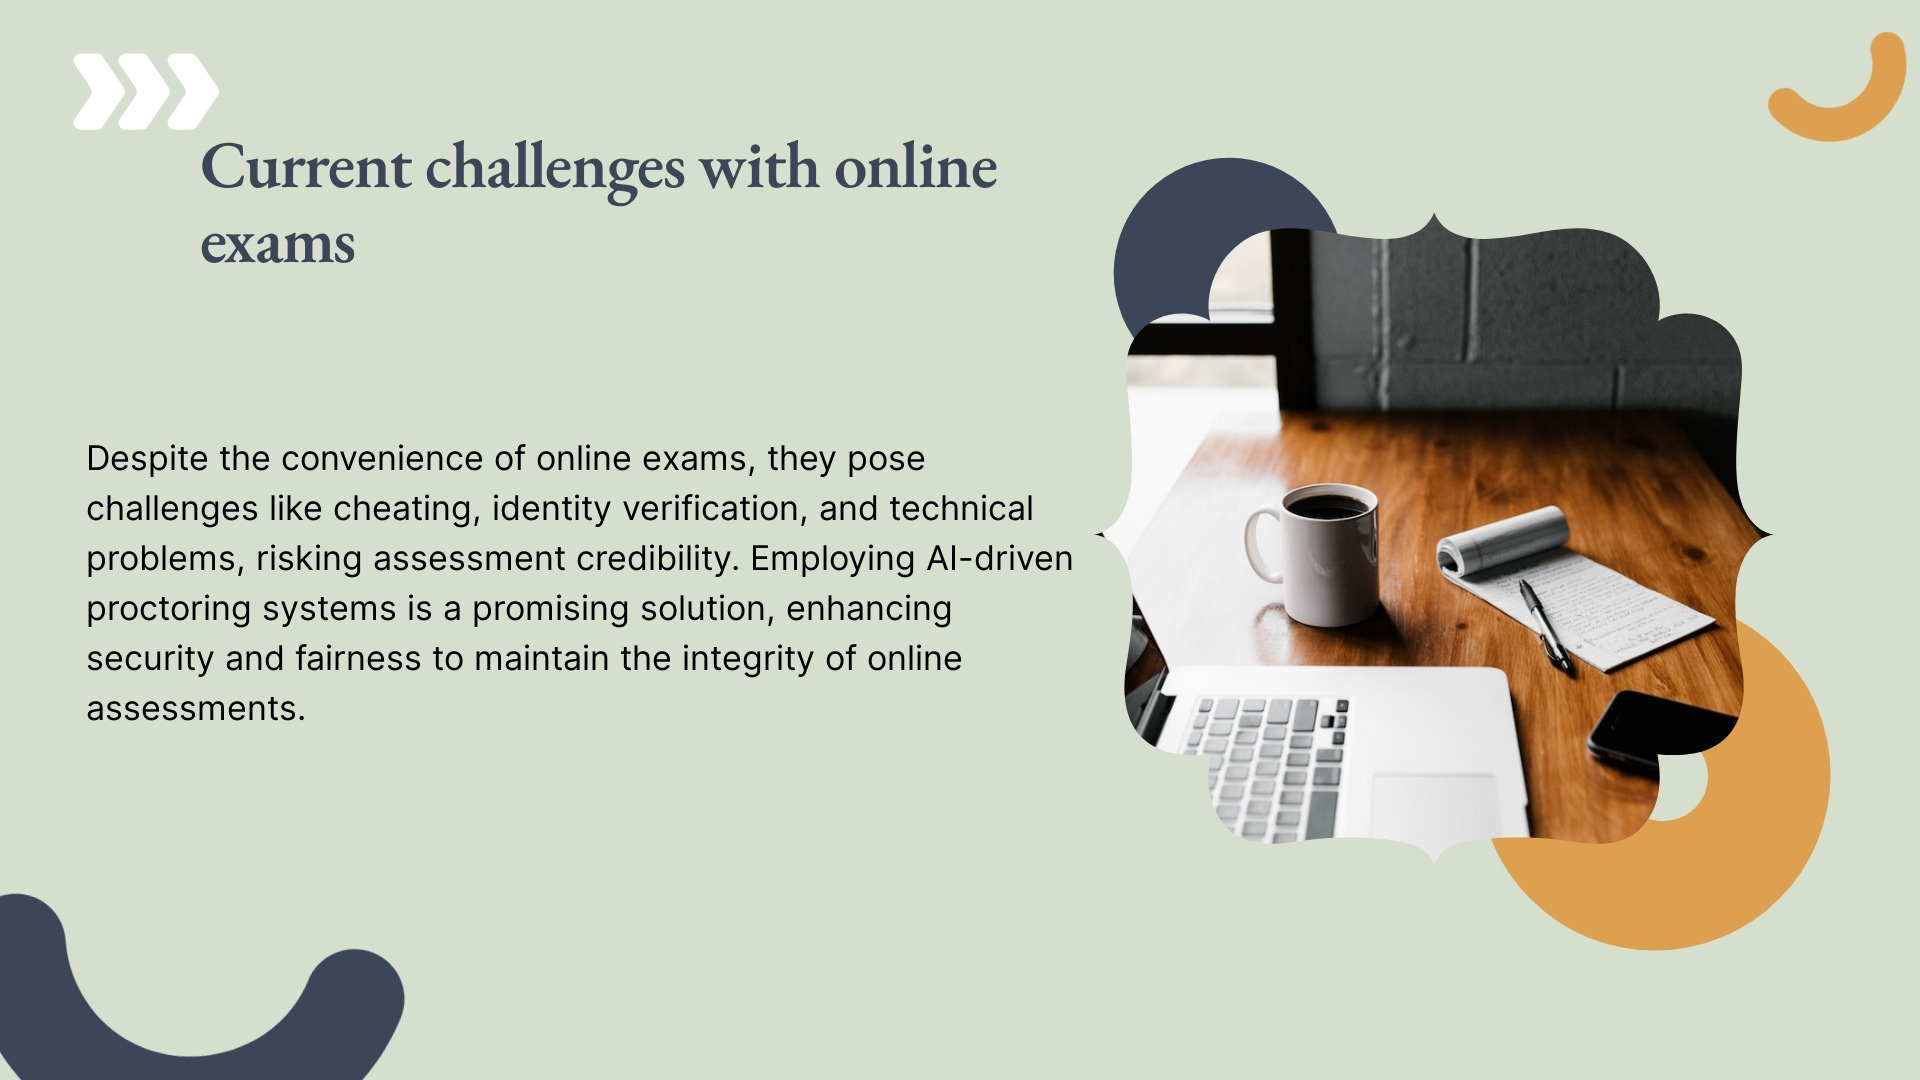 Current challenges with online
exams
Despite the convenience of online exams, they pose
challenges like cheating, identity verification, and technical
problems, risking assessment credibility. Employing AI-driven
proctoring systems is a promising solution, enhancing
security and fairness to maintain the integrity of online
assessments.